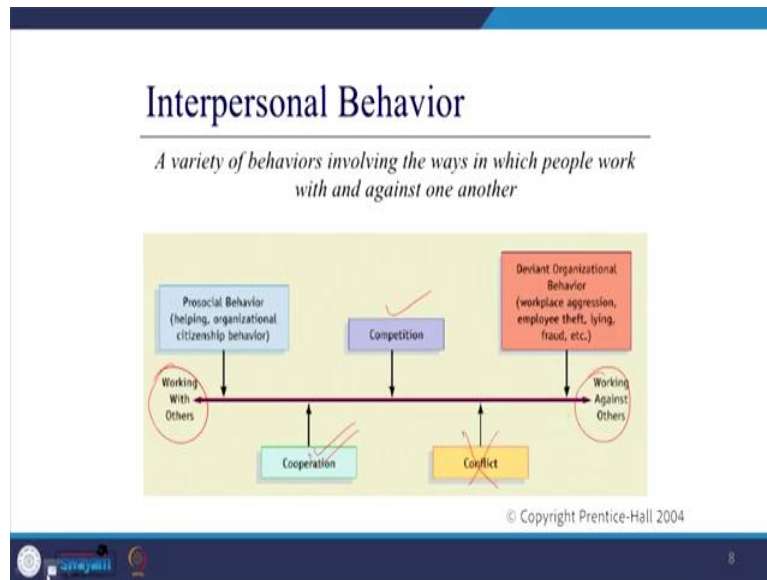 Interpersonal Behavior
A variety of behaviors involving the ways in which people work
with and against one another
Prosocial Behavior
(helping, organizational
citizenship behavior)
Competition
Deviant Organizational
Behavior
(workplace aggression,
employee theft, lying,
fraud, etc.)
Working
With
Others
Working
Against
Others
Cooperation
Conflict
© Copyright Prentice-Hall 2004
swayam
8